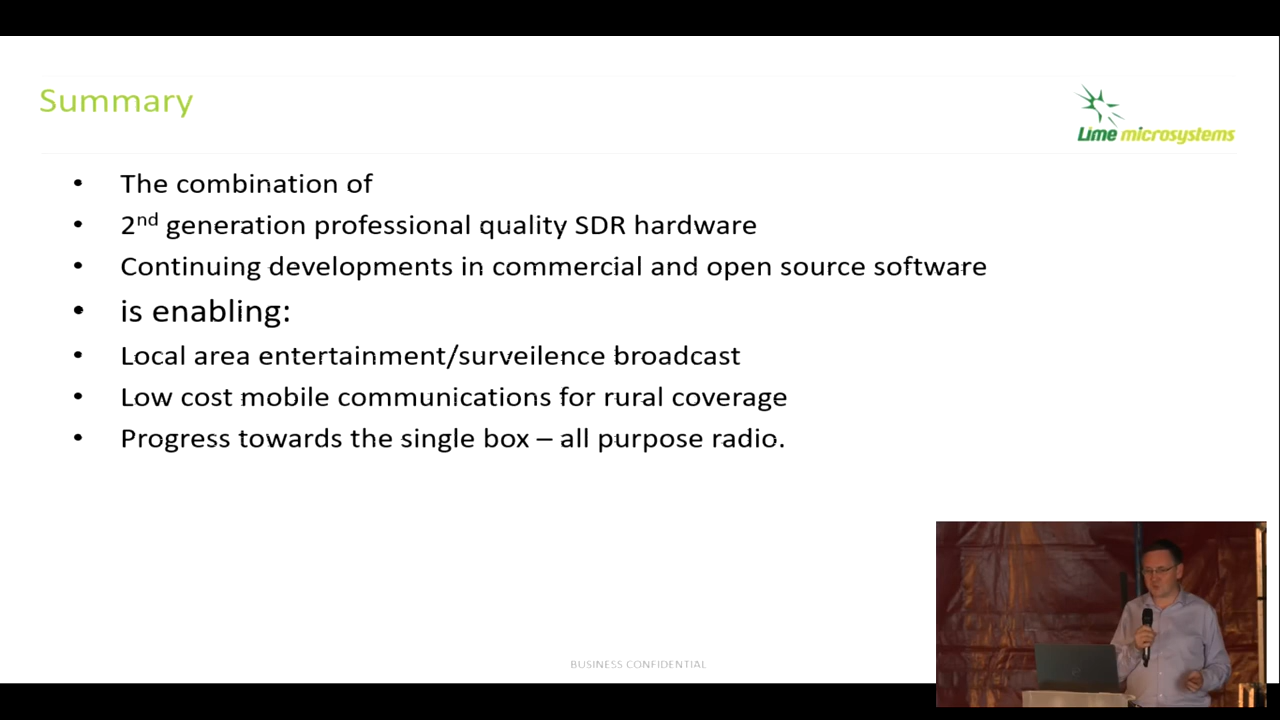 Summary
Lime microsystems
• The combination of
• 2nd generation professional quality SDR hardware
• Continuing developments in commercial and open source software
• is enabling:
• Local area entertainment/surveilence broadcast
• Low cost mobile communications for rural coverage
• Progress towards the single box – all purpose radio.
BUSINESS CONFIDENTIAL